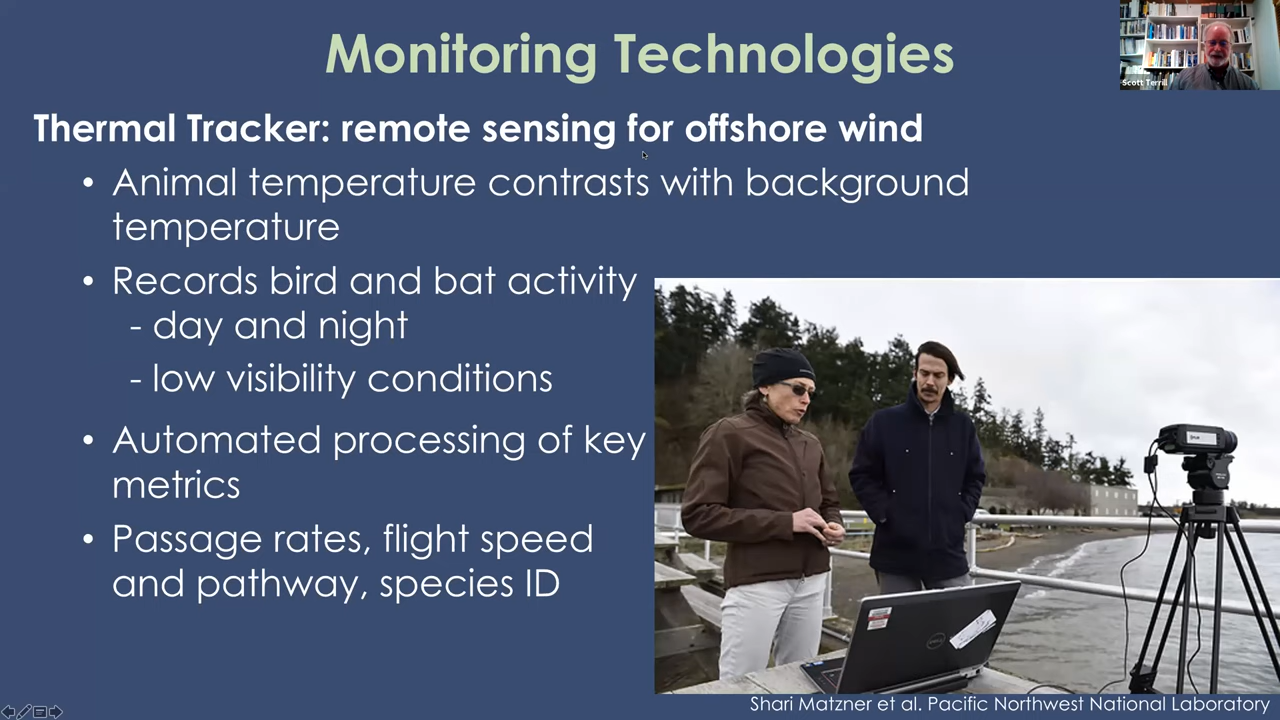 Monitoring Technologies
Scott Terrill
Thermal Tracker: remote sensing for offshore wind
• Animal temperature contrasts with background
temperature
• Records bird and bat activity
- day and night
- low visibility conditions
• Automated processing of key
metrics
• Passage rates, flight speed
and pathway, species ID
DELL
Shari Matzner et al. Pacific Northwest National Laboratory